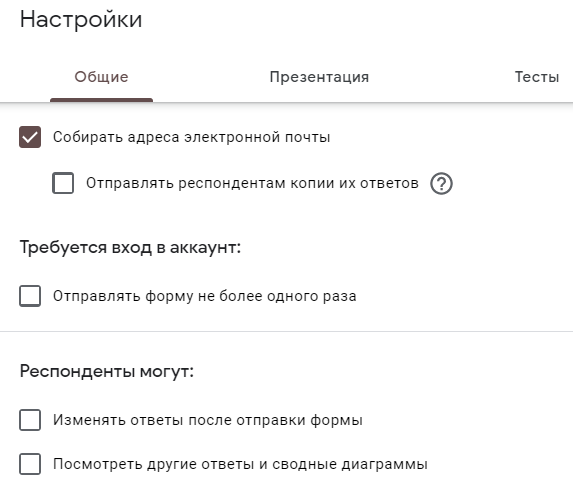 Настройки
Общие Презентация Тесты
Собирать адреса электронной почты
Отправлять респондентам копии их ответов ?
Требуется вход в аккаунт:
Отправлять форму не более одного раза
Респонденты могут:
Изменять ответы после отправки формы
Посмотреть другие ответы и сводные диаграммы